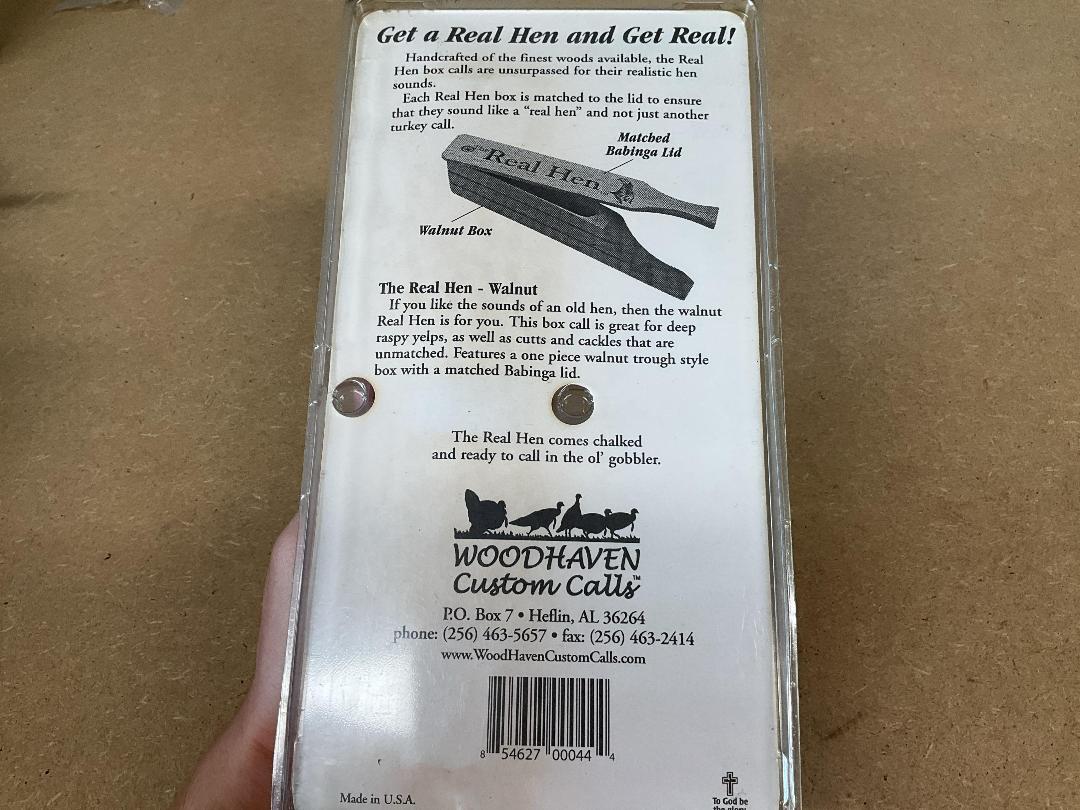 Get a Real Hen and Get Real!
Handcrafted of the finest woods available, the Real
Hen box calls are unsurpassed for their realistic hen
sounds.
Each Real Hen box is matched to the lid to ensure
that they sound like a “real hen” and not just another
turkey call.
Matched
Babinga Lid
The Real Hen
Walnut Box
The Real Hen - Walnut
If you like the sounds of an old hen, then the walnut
Real Hen is for you. This box call is great for deep
raspy yelps, as well as cutts and cackles that are
unmatched. Features a one piece walnut trough style
box with a matched Babinga lid.
The Real Hen comes chalked
and ready to call in the ol’ gobbler.
WOODHAVEN
Custom Calls™
P.O. Box 7 • Heflin, AL 36264
phone: (256) 463-5657 • fax: (256) 463-2414
www.WoodHavenCustomCalls.com
8 54627 00044 4
Made in U.S.A.
To God be
the glory